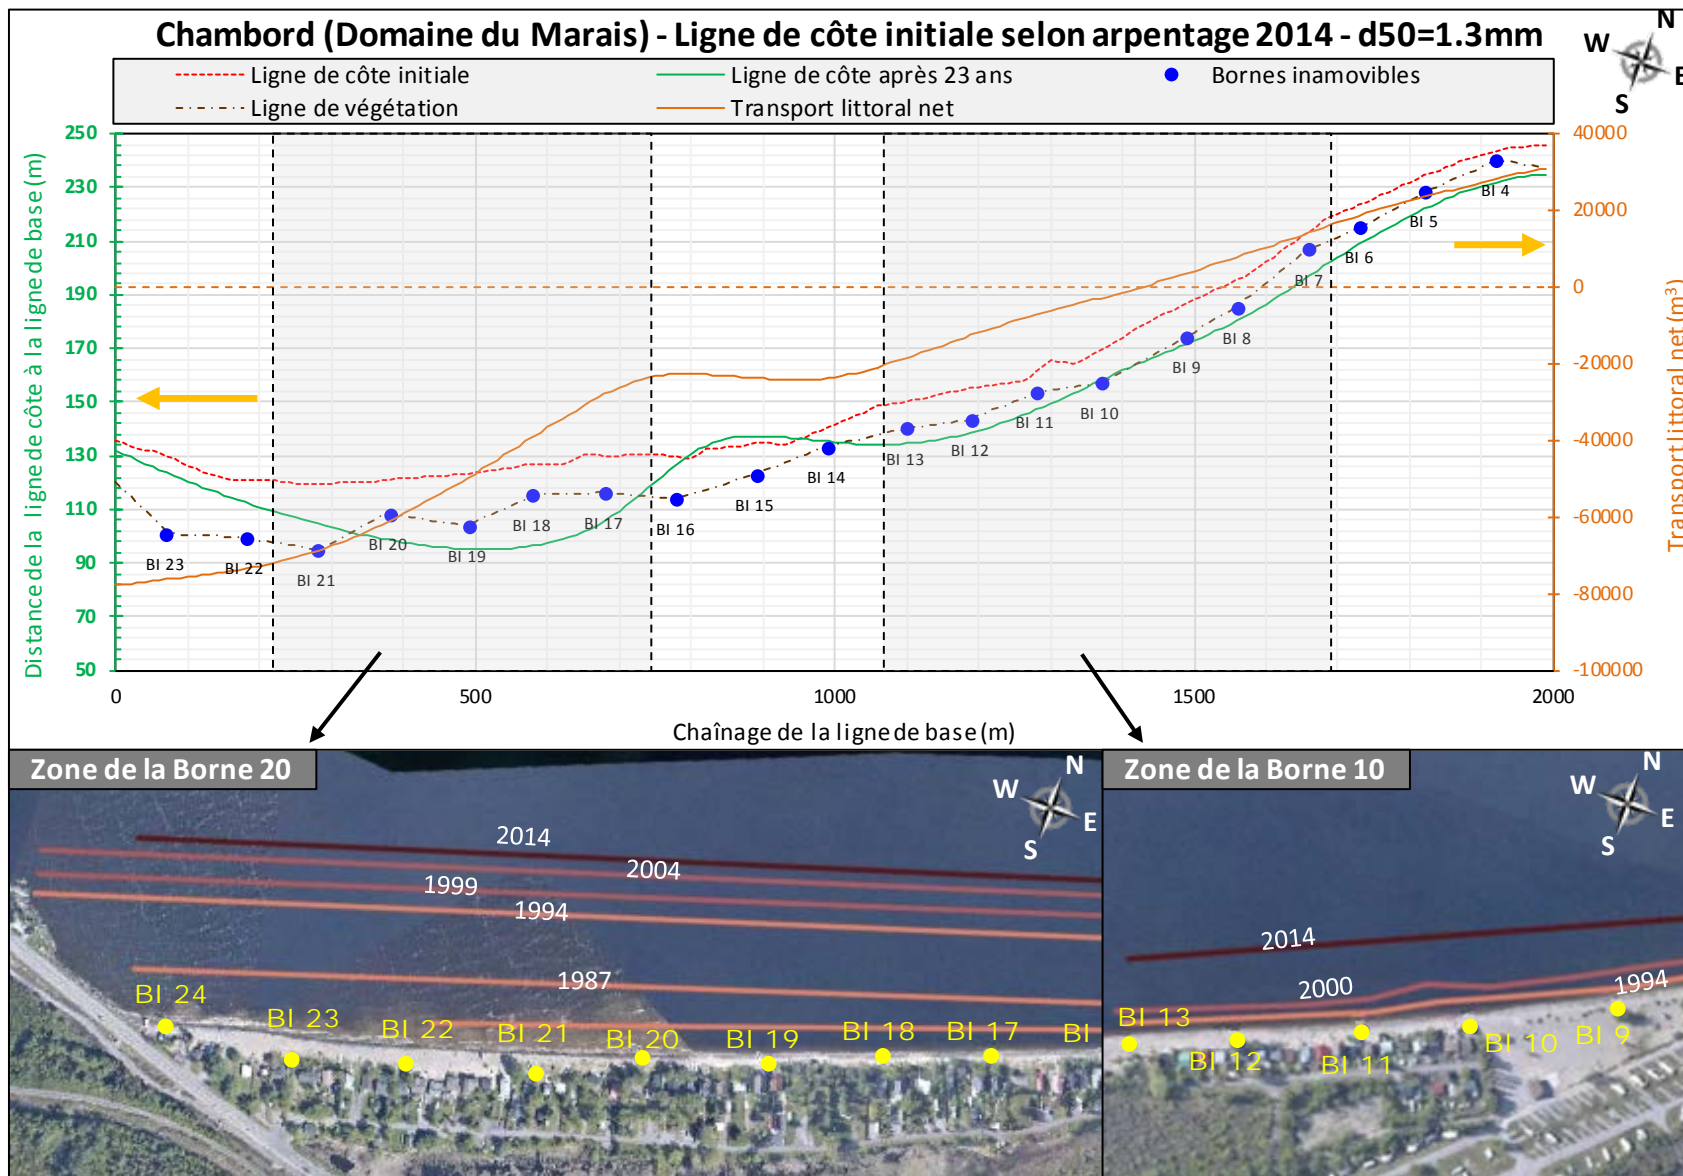 Chambord (Domaine du Marais) - Ligne de côte initiale selon arpentage 2014 - d50=1.3mm
N
W
E
S
Ligne de côte initiale
Ligne de côte après 23 ans
Bornes inamovibles
Ligne de végétation
Transport littoral net
Distance de la ligne de côte à la ligne de base (m)
250
230
210
190
170
150
130
110
90
70
50
40000
20000
0
-20000
-40000
-60000
-80000
-100000
Transport littoral net (m³)
BI 23
BI 22
BI 21
BI 20
BI 19
BI 18
BI 17
BI 16
BI 15
BI 14
BI 13
BI 12
BI 11
BI 10
BI 9
BI 8
BI 7
BI 6
BI 5
BI 4
0
500
1000
1500
2000
Chaînage de la ligne de base (m)
Zone de la Borne 20
N
W
E
S
2014
2004
1999
1994
1987
BI 24
BI 23
BI 22
BI 21
BI 20
BI 19
BI 18
BI 17
BI
Zone de la Borne 10
N
W
E
S
2014
2000
1994
BI 13
BI 12
BI 11
BI 10
BI 9